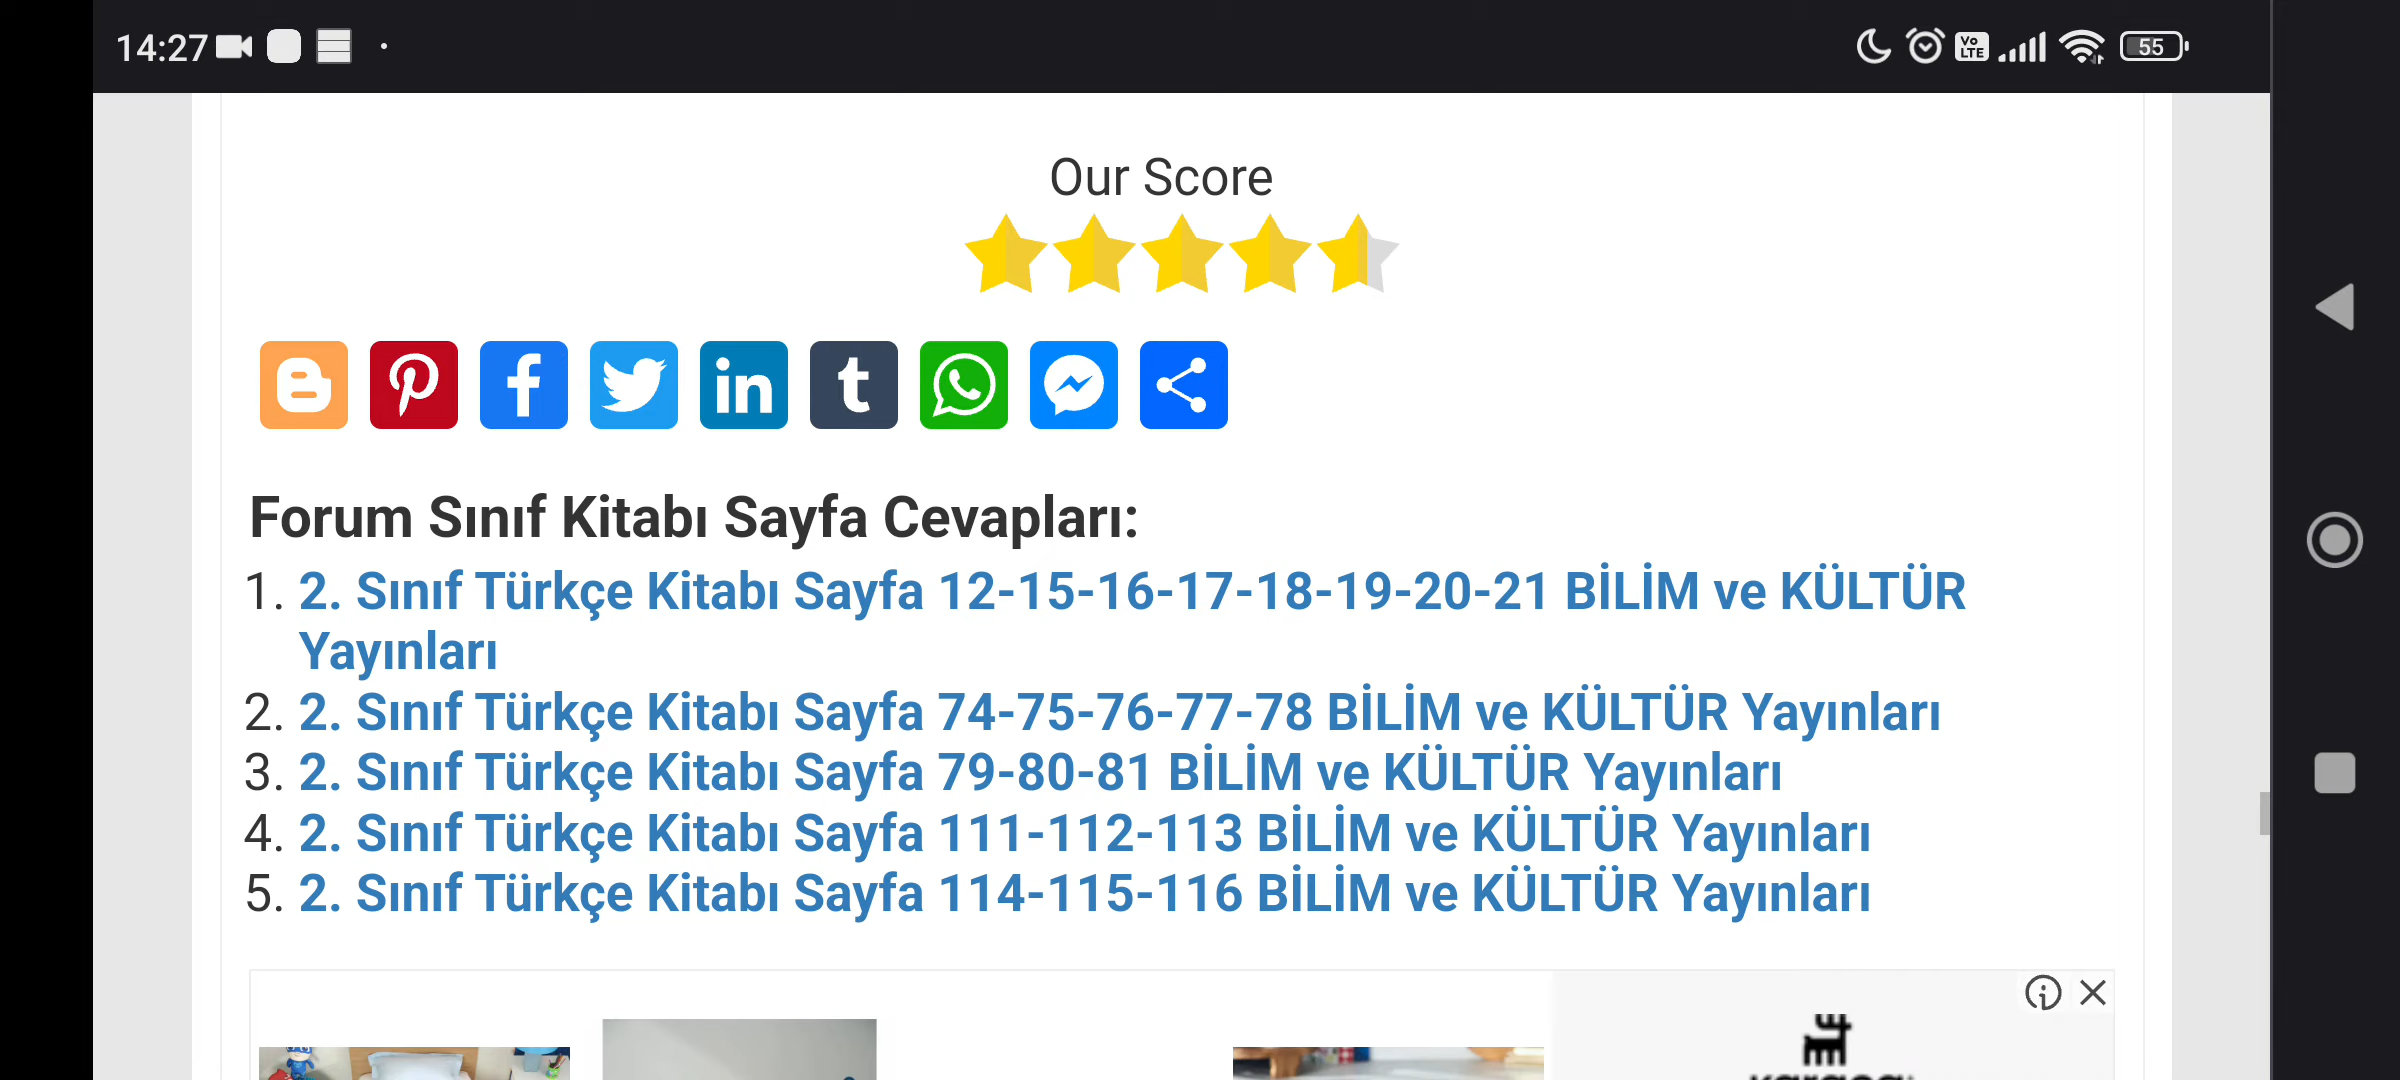 14:27
Vo
LTE
55
Our Score
Forum Sınıf Kitabı Sayfa Cevapları:
1. 2. Sınıf Türkçe Kitabı Sayfa 12-15-16-17-18-19-20-21 BİLİM ve KÜLTÜR
Yayınları
2. 2. Sınıf Türkçe Kitabı Sayfa 74-75-76-77-78 BİLİM ve KÜLTÜR Yayınları
3. 2. Sınıf Türkçe Kitabı Sayfa 79-80-81 BİLİM ve KÜLTÜR Yayınları
4. 2. Sınıf Türkçe Kitabı Sayfa 111-112-113 BİLİM ve KÜLTÜR Yayınları
5. 2. Sınıf Türkçe Kitabı Sayfa 114-115-116 BİLİM ve KÜLTÜR Yayınları